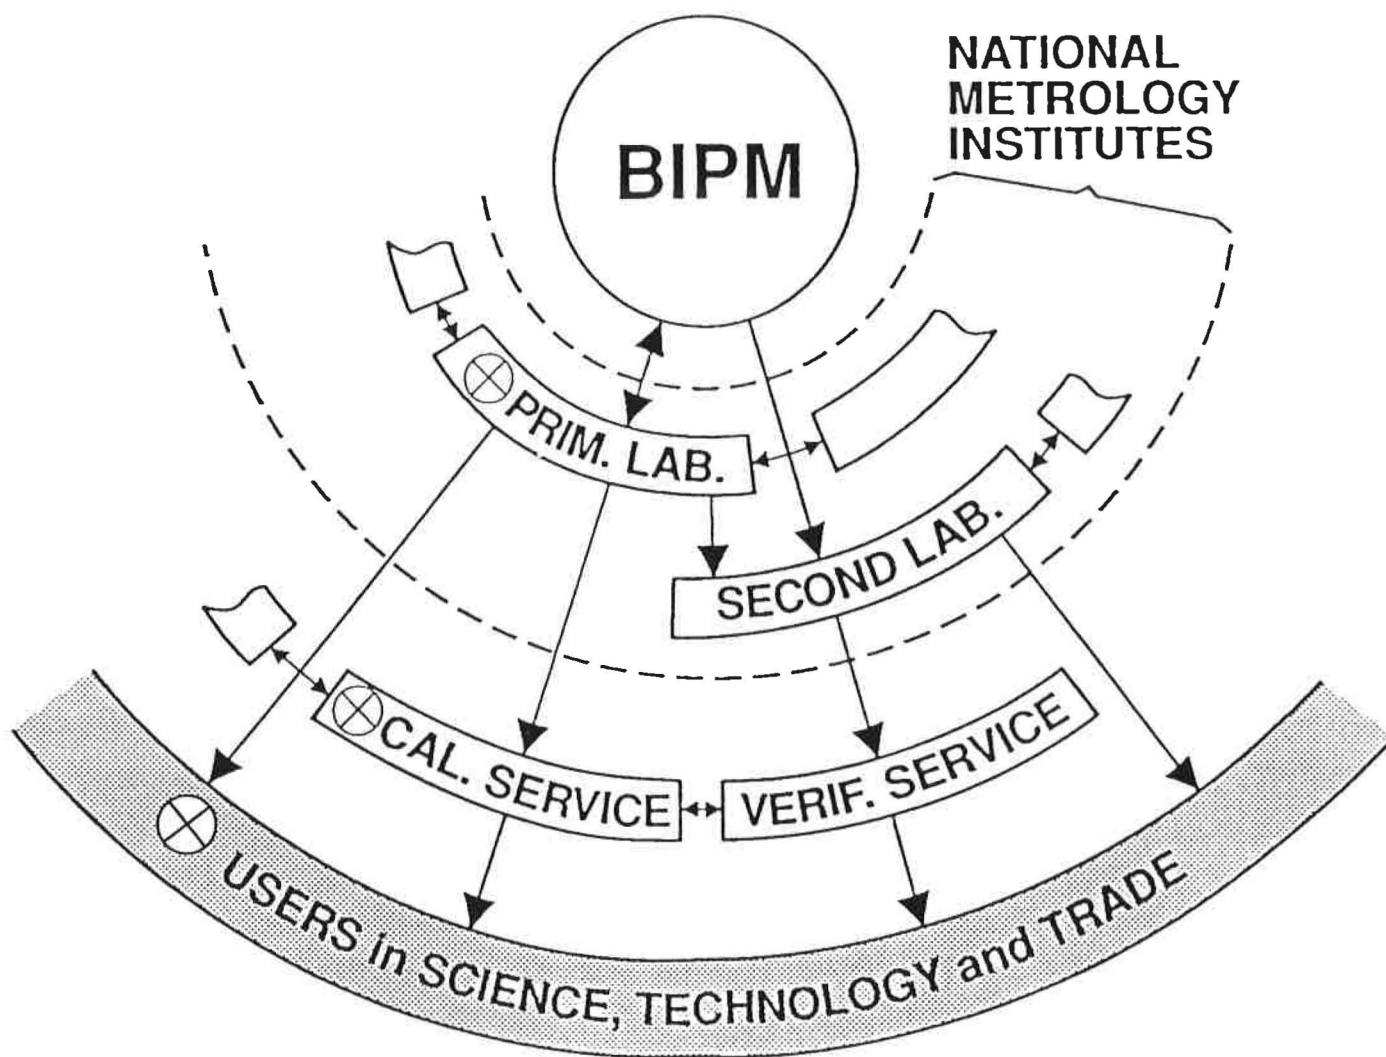 NATIONAL
METROLOGY
INSTITUTES
BIPM
PRIM. LAB.
SECOND LAB.
CAL. SERVICE
VERIF. SERVICE
USERS in SCIENCE, TECHNOLOGY and TRADE